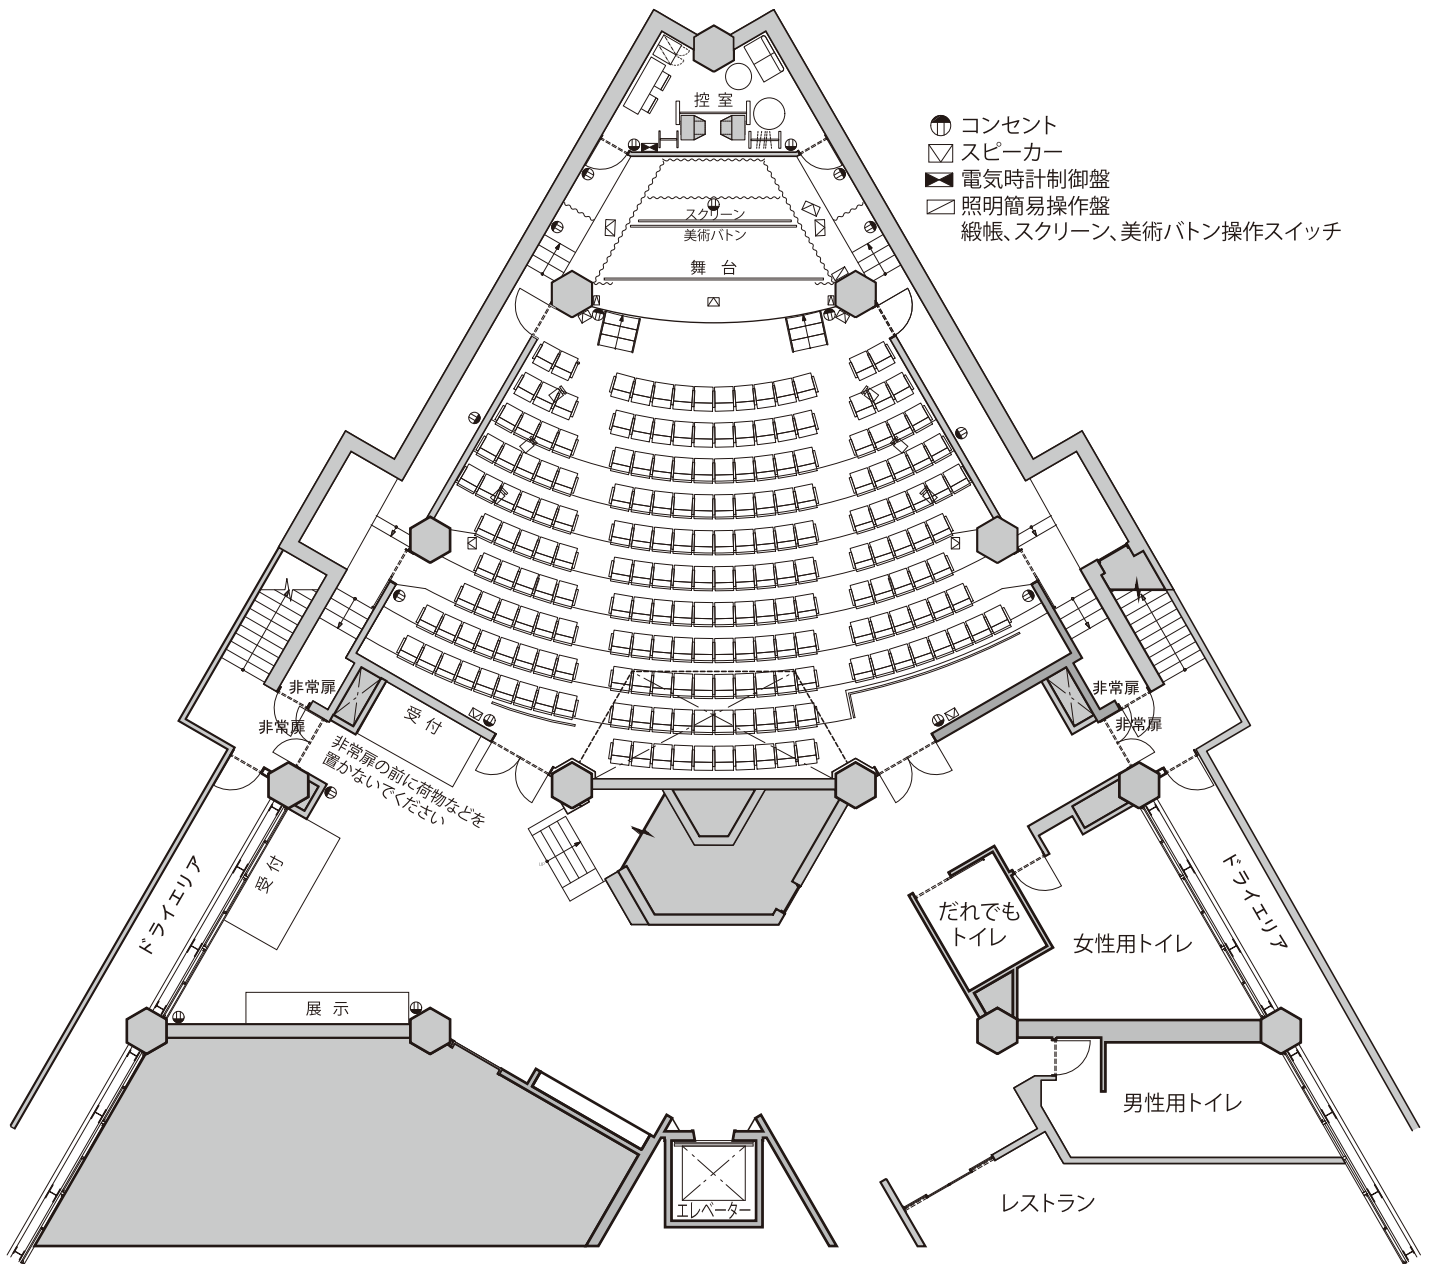 控 室
コンセント
スピーカー
電気時計制御盤
照明簡易操作盤
緞帳、スクリーン、美術バトン操作スイッチ
スクリーン
美術バトン
舞 台
非常扉
非常扉
受 付
非常扉
非常扉
非常扉の前に荷物などを
置かないでください
受 付
ドライエリア
ドライエリア
だれでも
トイレ
女性用トイレ
展 示
男性用トイレ
レストラン
エレベーター